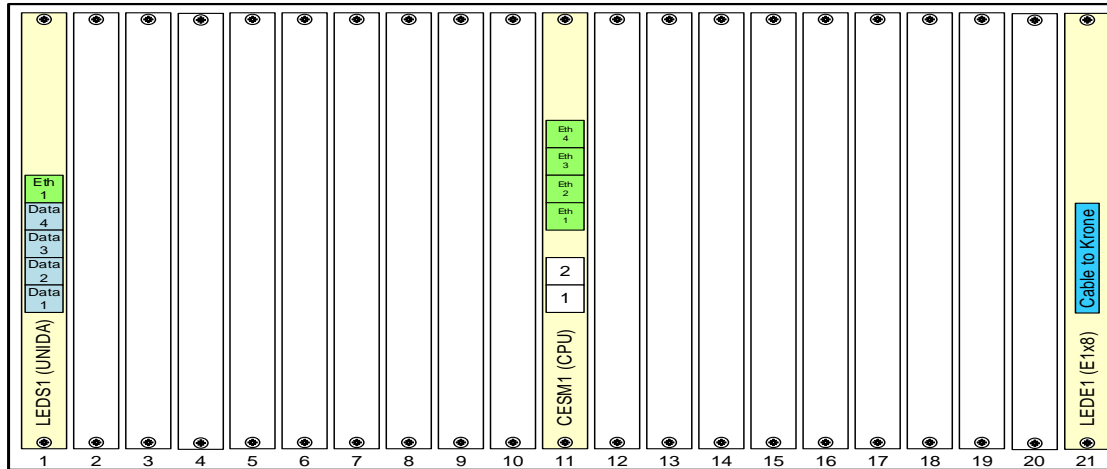 Eth
1
Data
4
Data
3
Data
2
Data
1
LEDS1 (UNIDA)
Eth
4
Eth
3
Eth
2
Eth
1
2
1
CESM1 (CPU)
Cable to Krone
LEDE1 (E1x8)
1 2 3 4 5 6 7 8 9 10 11 12 13 14 15 16 17 18 19 20 21